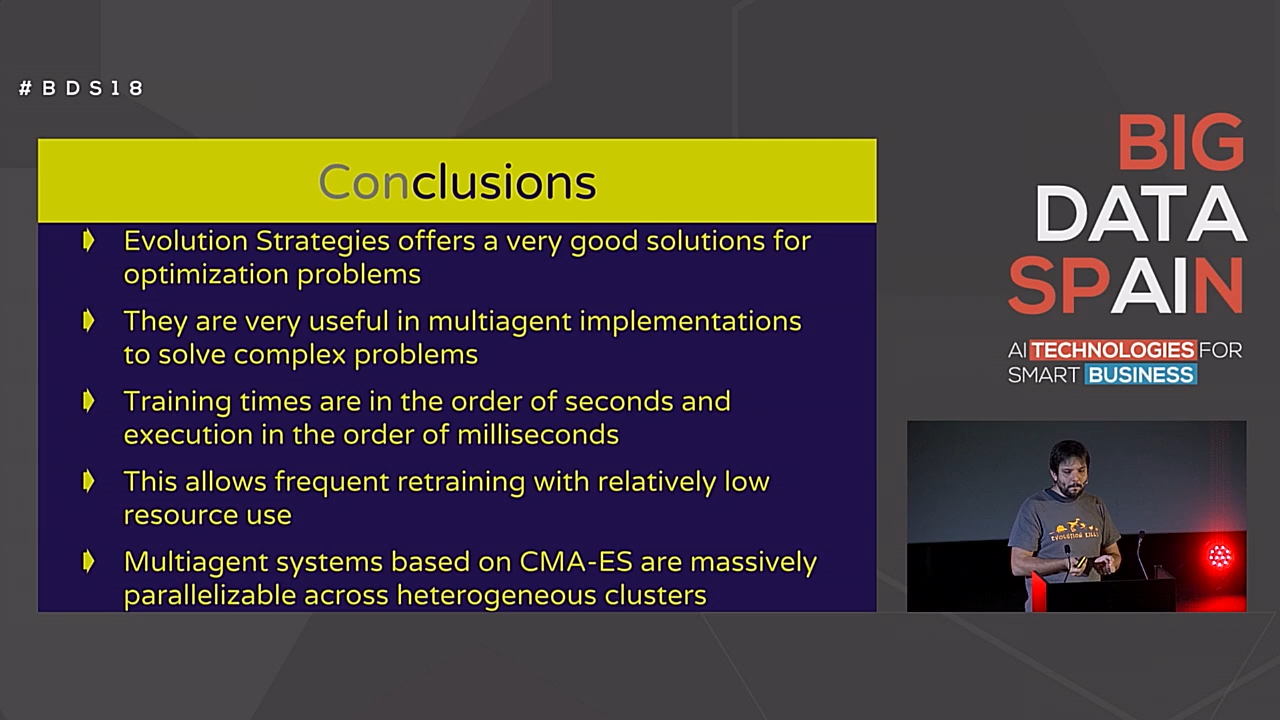 #BDS18
Conclusions
Evolution Strategies offers a very good solutions for
optimization problems
They are very useful in multiagent implementations
to solve complex problems
Training times are in the order of seconds and
execution in the order of milliseconds
This allows frequent retraining with relatively low
resource use
Multiagent systems based on CMA-ES are massively
parallelizable across heterogeneous clusters
BIG
DATA
SPAIN
AI TECHNOLOGIES FOR
SMART BUSINESS